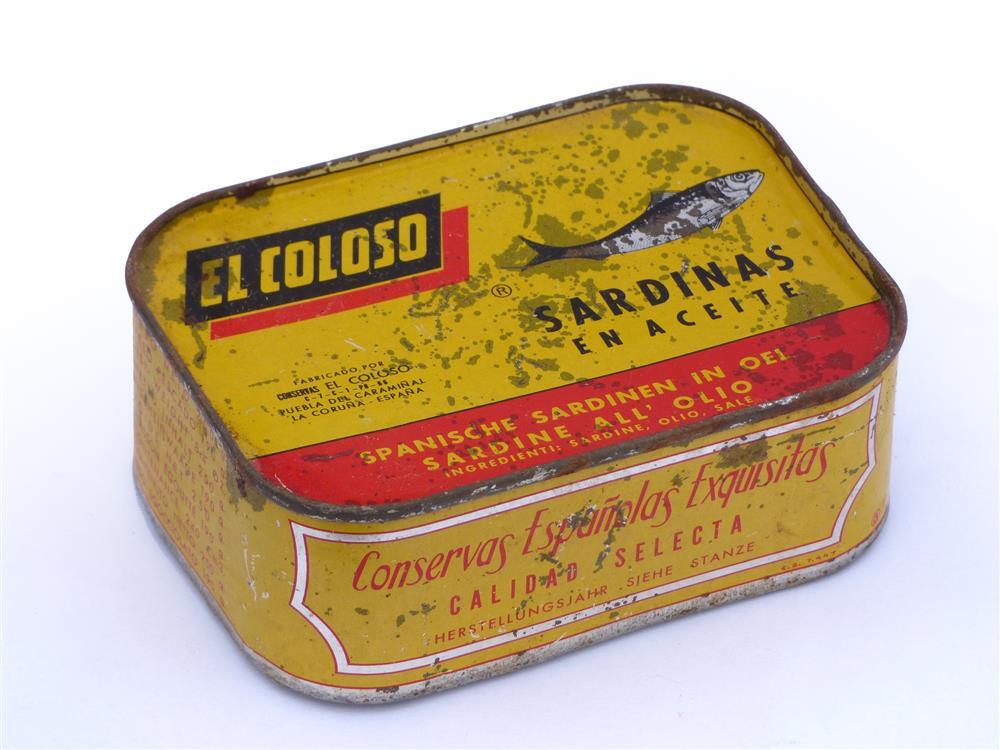 EL COLOSO
®
SARDINAS
EN ACEITE
FABRICADO POR
CONSERVAS EL COLOSO
PUEBLA DEL CARAMIÑAL
LA CORUÑA - ESPAÑA
SPANISCHE SARDINEN IN OEL
SARDINE ALL' OLIO
INGREDIENTI: SARDINE, OLIO, SALE
Conservas Españolas Exquisitas
CALIDAD SELECTA
HERSTELLUNGSJAHR SIEHE STANZE